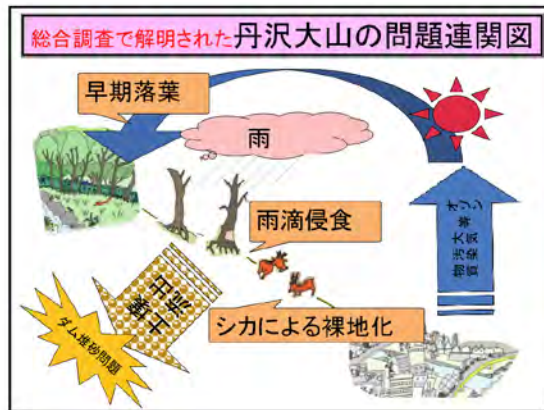 総合調査で解明された丹沢大山の問題連関図
早期落葉
雨
雨滴侵食
オゾン等大気汚染物質
土壌流出
シカによる裸地化
ダム堆砂問題